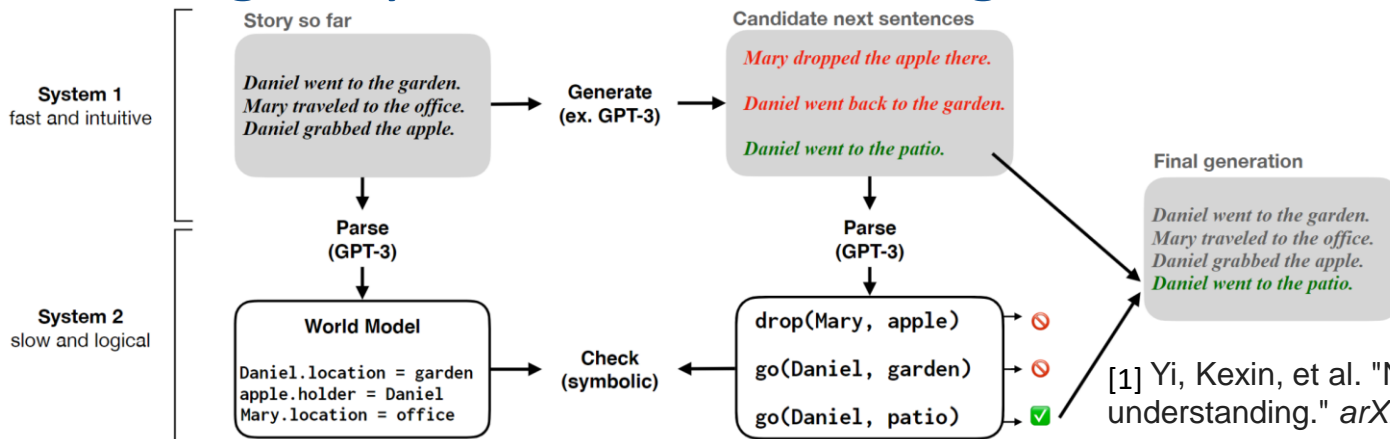 Story so far
Candidate next sentences
System 1
fast and intuitive
Daniel went to the garden.
Mary traveled to the office.
Daniel grabbed the apple.
Generate
(ex. GPT-3)
Mary dropped the apple there.
Daniel went back to the garden.
Daniel went to the patio.
Final generation
Daniel went to the garden.
Mary traveled to the office.
Daniel grabbed the apple.
Daniel went to the patio.
Parse
(GPT-3)
Parse
(GPT-3)
System 2
slow and logical
World Model
Daniel.location = garden
apple.holder = Daniel
Mary.location = office
Check
(symbolic)
drop(Mary, apple)
go(Daniel, garden)
go(Daniel, patio)
[1] Yi, Kexin, et al. "N
understanding." arX